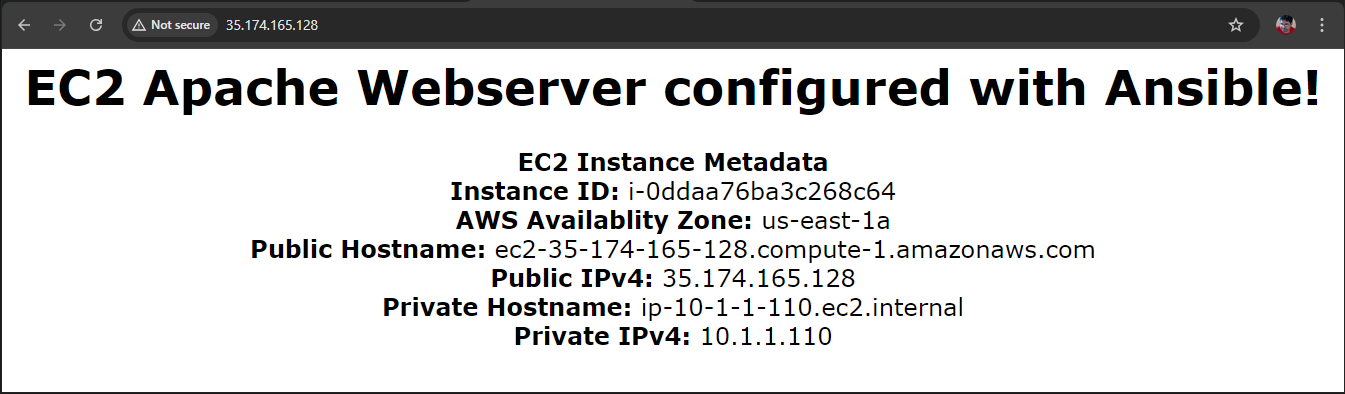 Not secure 35.174.165.128
EC2 Apache Webserver configured with Ansible!
EC2 Instance Metadata
Instance ID: i-0ddaa76ba3c268c64
AWS Availablity Zone: us-east-1a
Public Hostname: ec2-35-174-165-128.compute-1.amazonaws.com
Public IPv4: 35.174.165.128
Private Hostname: ip-10-1-1-110.ec2.internal
Private IPv4: 10.1.1.110